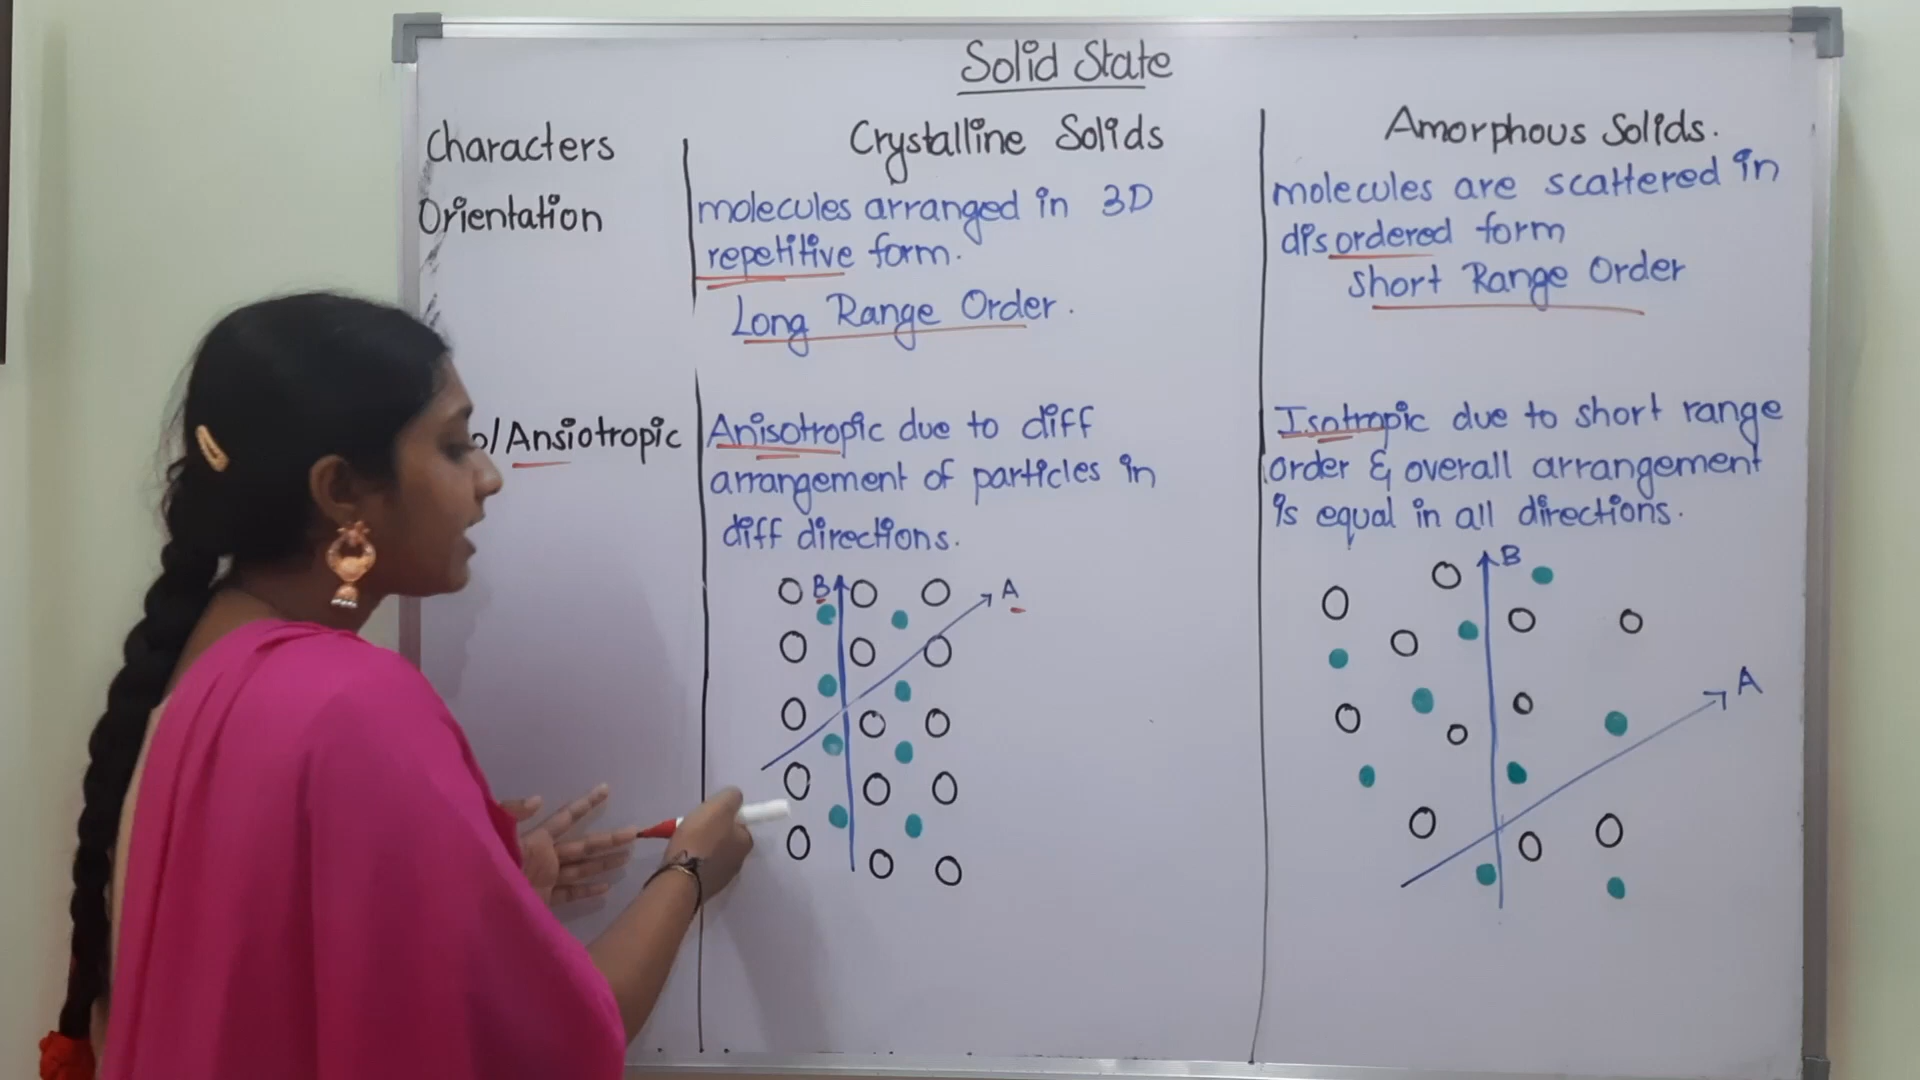 Solid State
Characters
Crystalline Solids
Amorphous Solids.
Orientation
molecules arranged in 3D
repetitive form.
Long Range Order.
molecules are scattered in
disordered form
short Range Order
o/Ansiotropic
Anisotropic due to diff
arrangement of particles in
diff directions.
B
A
Isotropic due to short range
order & overall arrangement
is equal in all directions.
B
A